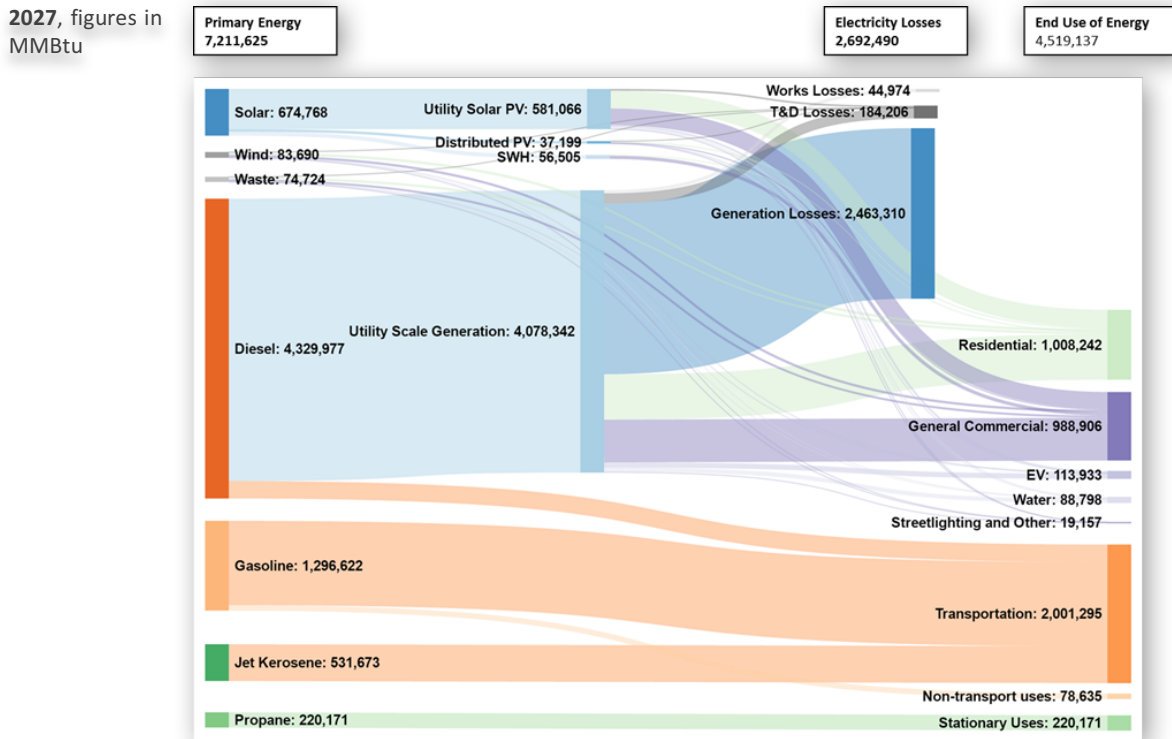 2027, figures in
MMBtu
Primary Energy
7,211,625
Electricity Losses
2,692,490
End Use of Energy
4,519,137
Works Losses: 44,974
Solar: 674,768
Utility Solar PV: 581,066
T&D Losses: 184,206
Distributed PV: 37,199
Wind: 83,690
SWH: 56,505
Waste: 74,724
Generation Losses: 2,463,310
Utility Scale Generation: 4,078,342
Residential: 1,008,242
Diesel: 4,329,977
General Commercial: 988,906
EV: 113,933
Water: 88,798
Streetlighting and Other: 19,157
Gasoline: 1,296,622
Transportation: 2,001,295
Jet Kerosene: 531,673
Non-transport uses: 78,635
Propane: 220,171
Stationary Uses: 220,171